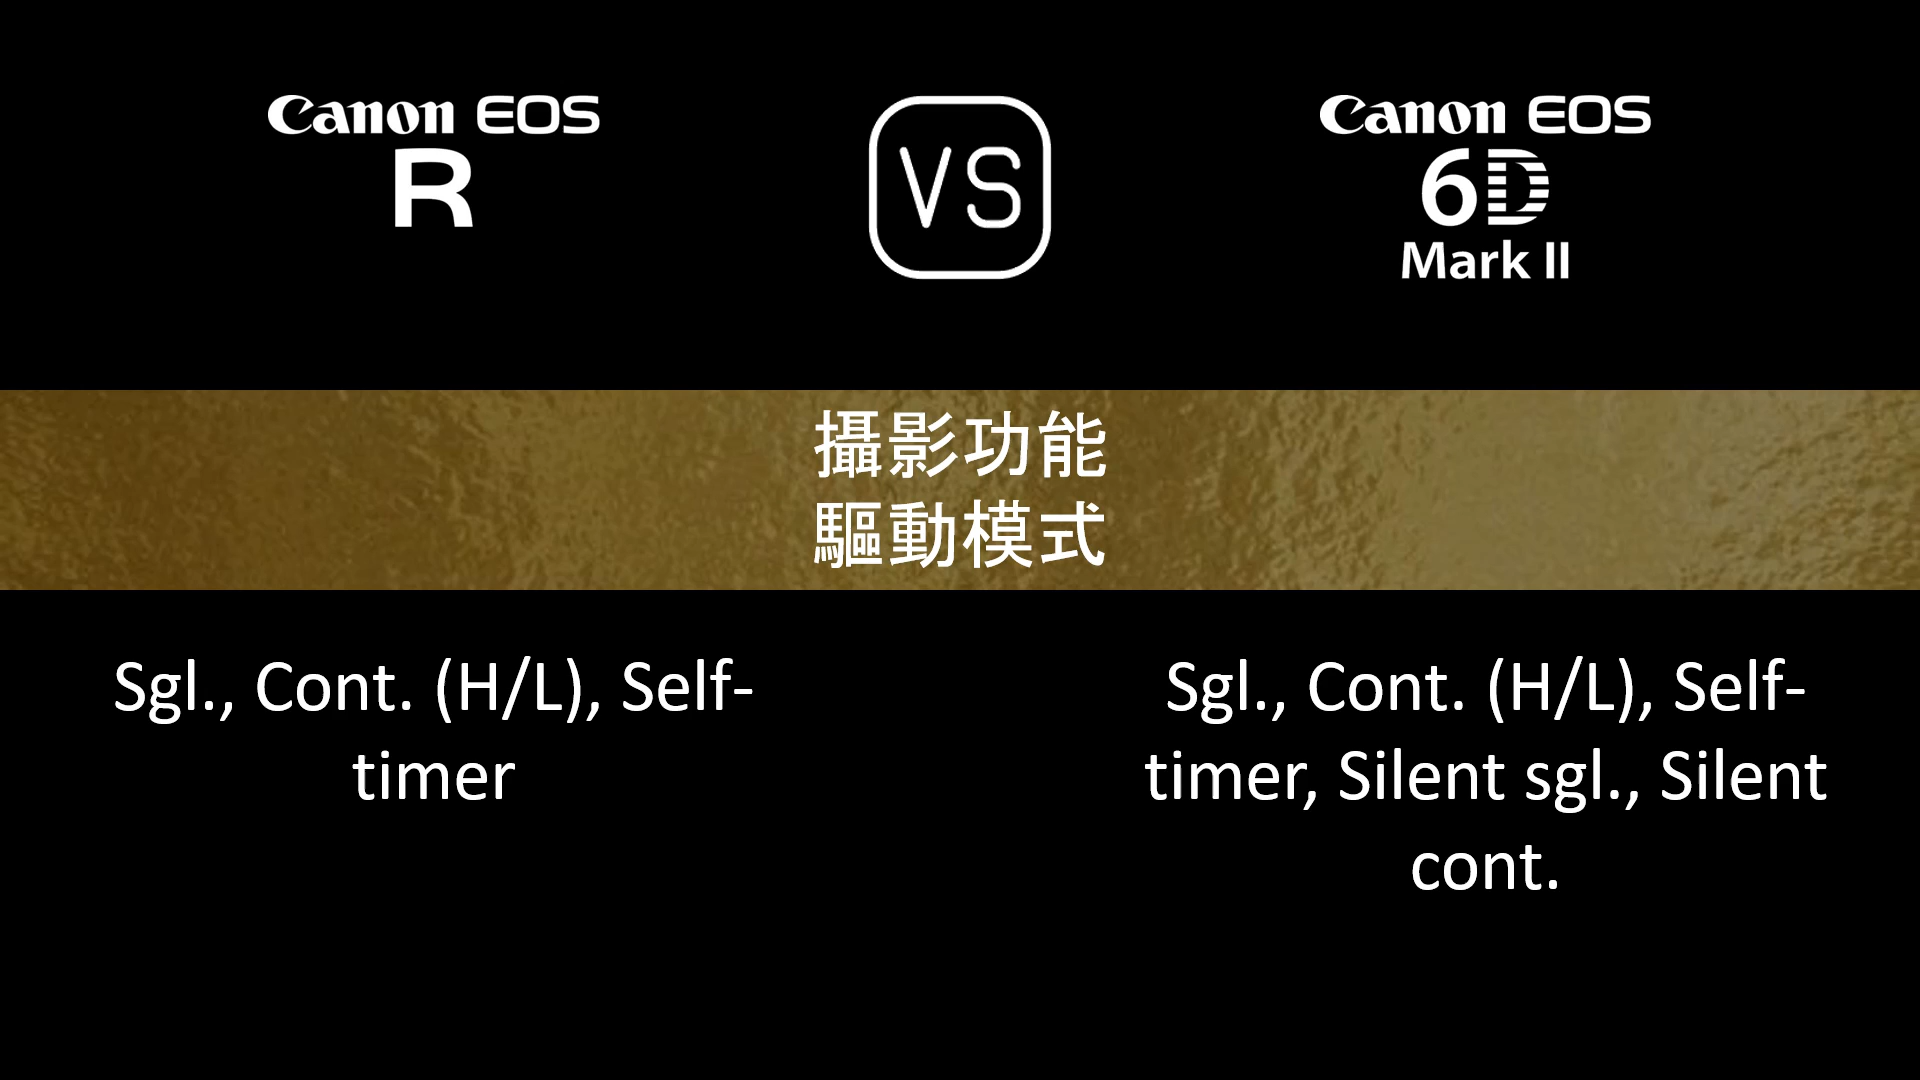 Canon EOS
R
VS
Canon EOS
6D
Mark II
攝影功能
驅動模式
Sgl., Cont. (H/L), Self-
timer
Sgl., Cont. (H/L), Self-
timer, Silent sgl., Silent
cont.